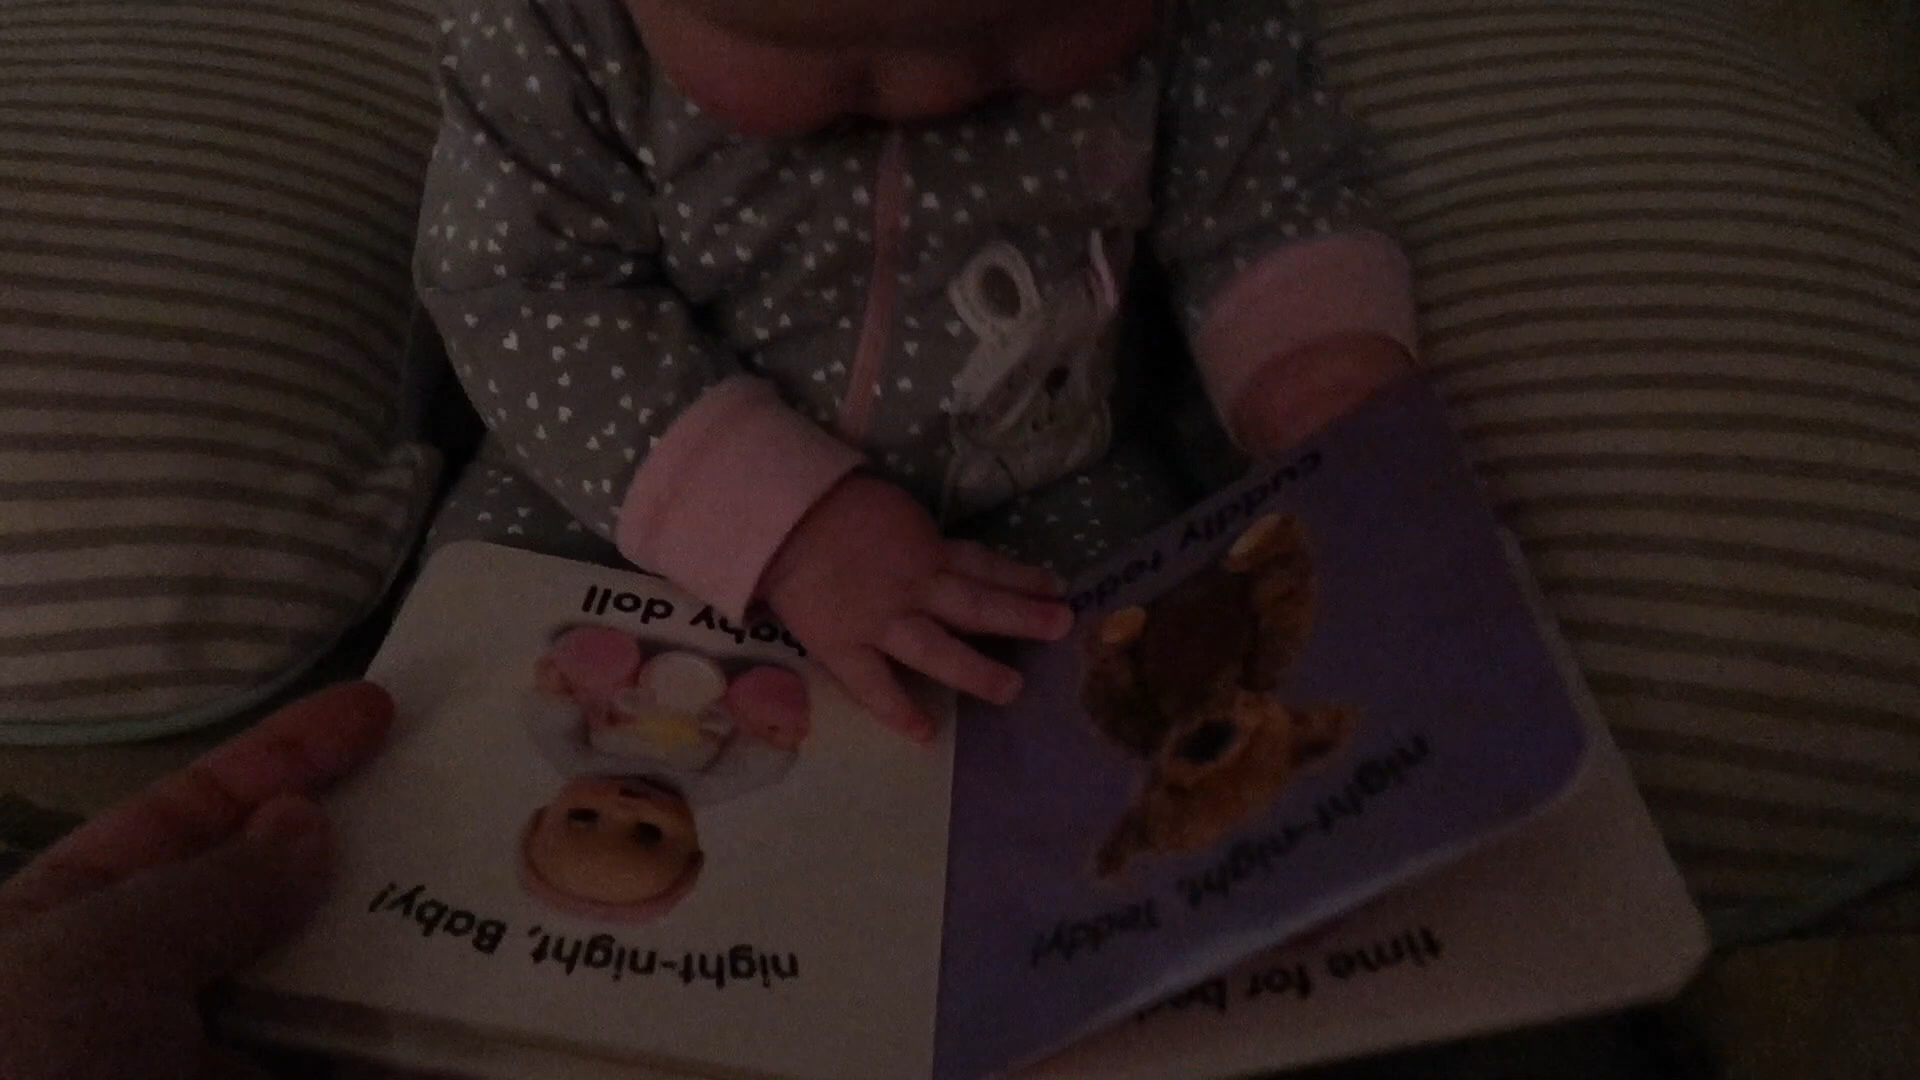 baby doll
night-night, Baby!
cuddly teddy
night-night, Teddy!
time for